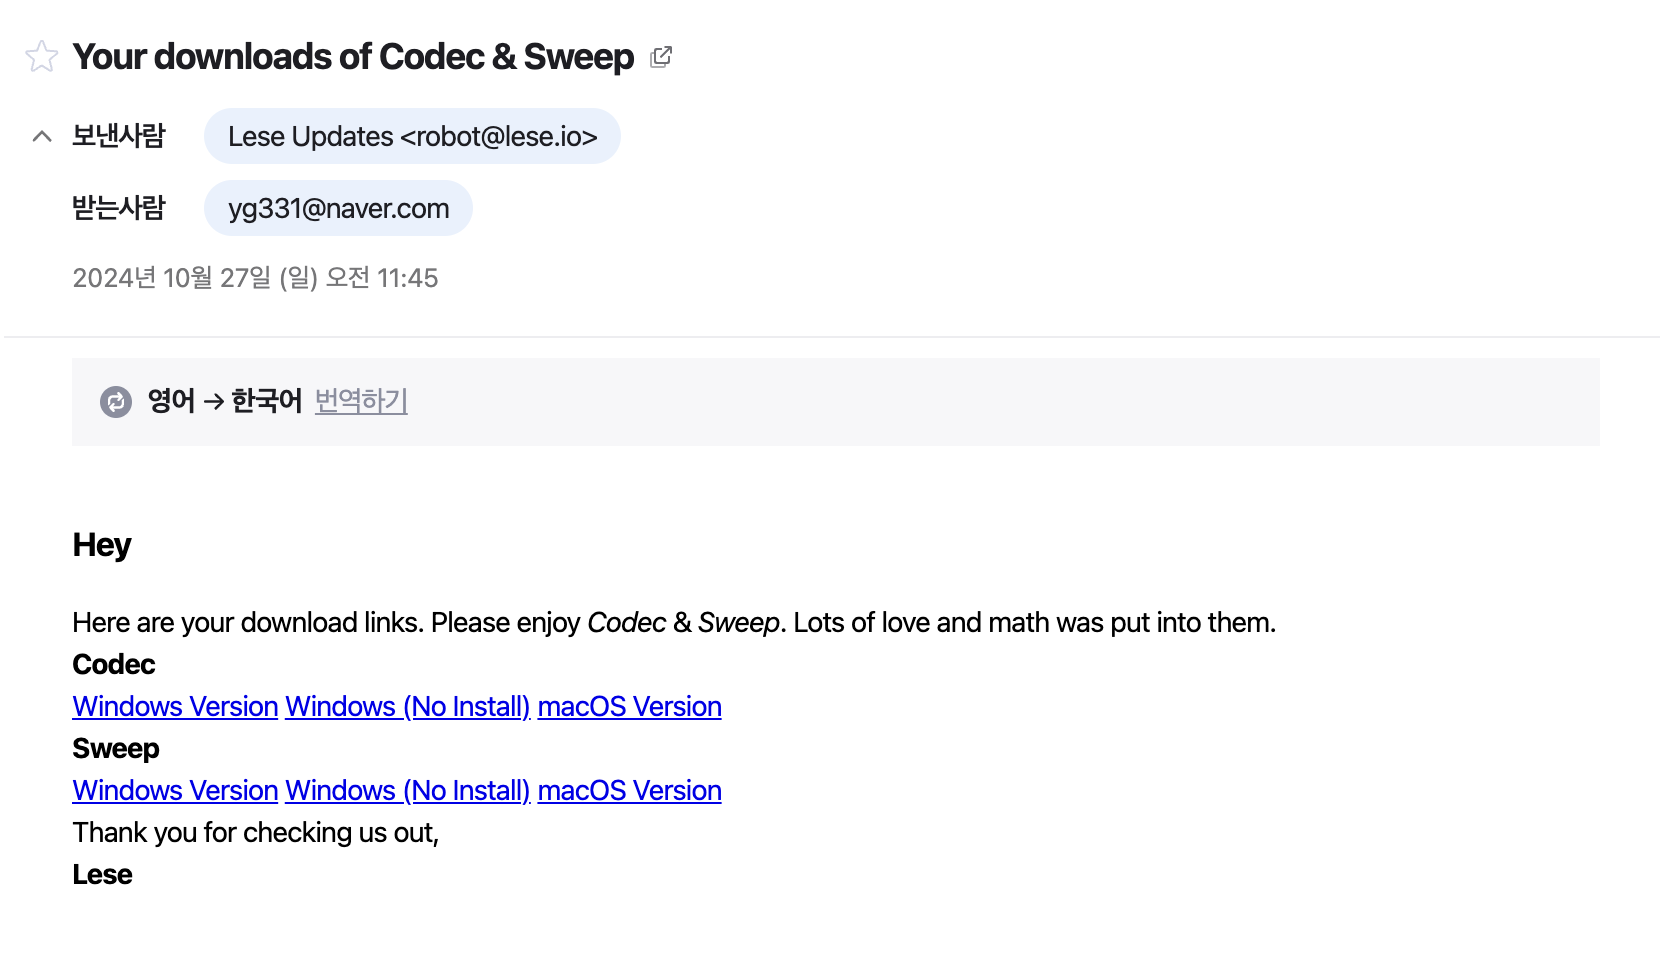 Your downloads of Codec & Sweep
보낸사람 Lese Updates <robot@lese.io>
받는사람 yg331@naver.com
2024년 10월 27일 (일) 오전 11:45
영어 → 한국어 번역하기
Hey
Here are your download links. Please enjoy Codec & Sweep. Lots of love and math was put into them.
Codec
Windows Version Windows (No Install) macOS Version
Sweep
Windows Version Windows (No Install) macOS Version
Thank you for checking us out,
Lese